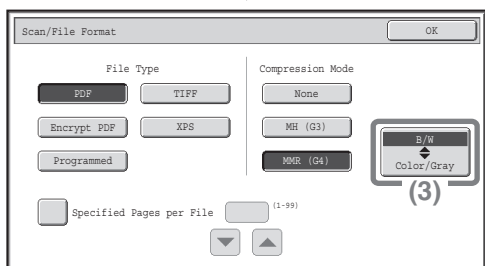 Scan/File Format
OK
File Type
Compression Mode
PDF
TIFF
None
Encrypt PDF
XPS
MH (G3)
B/W
Color/Gray
Programmed
MMR (G4)
(3)
Specified Pages per File
(1-99)